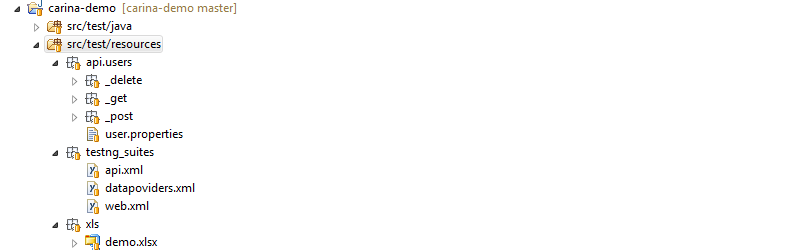 carina-demo [carina-demo master]
src/test/java
src/test/resources
api.users
_delete
_get
_post
user.properties
testng_suites
api.xml
datapoviders.xml
web.xml
xls
demo.xlsx